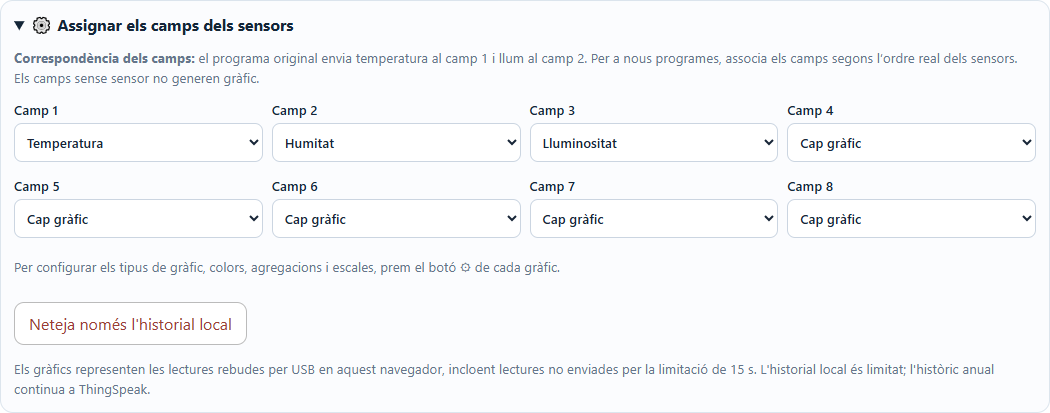 ▼ ⚙ Assignar els camps dels sensors
Correspondència dels camps: el programa original envia temperatura al camp 1 i llum al camp 2. Per a nous programes, associa els camps segons l'ordre real dels sensors.
Els camps sense sensor no generen gràfic.
Camp 1 Camp 2 Camp 3 Camp 4
Temperatura Humitat Lluminositat Cap gràfic
Camp 5 Camp 6 Camp 7 Camp 8
Cap gràfic Cap gràfic Cap gràfic Cap gràfic
Per configurar els tipus de gràfic, colors, agregacions i escales, prem el botó ⚙ de cada gràfic.
Neteja només l'historial local
Els gràfics representen les lectures rebudes per USB en aquest navegador, incloent lectures no enviades per la limitació de 15 s. L'historial local és limitat; l'històric anual
continua a ThingSpeak.